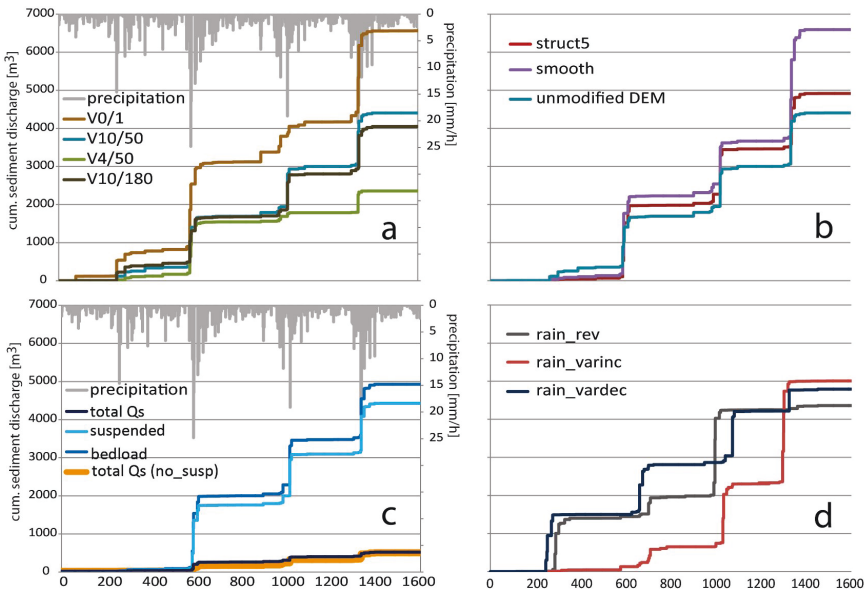 7000
6000
5000
4000
3000
2000
1000
0
cum. sediment discharge [m³]
precipitation
V0/1
V10/50
V4/50
V10/180
a
0
5
10
15
20
25
precipitation [mm/h]
struct5
smooth
unmodified DEM
b
7000
6000
5000
4000
3000
2000
1000
0
cum. sediment discharge [m³]
precipitation
total Qs
suspended
bedload
total Qs (no_susp)
c
0
5
10
15
20
25
precipitation [mm/h]
0 200 400 600 800 1000 1200 1400 1600
rain_rev
rain_varinc
rain_vardec
d
0 200 400 600 800 1000 1200 1400 1600